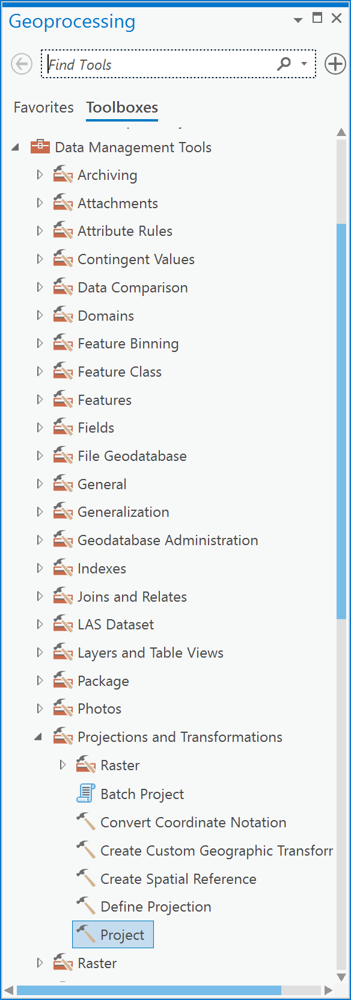 Geoprocessing
Find Tools
Favorites Toolboxes
Data Management Tools
Archiving
Attachments
Attribute Rules
Contingent Values
Data Comparison
Domains
Feature Binning
Feature Class
Features
Fields
File Geodatabase
General
Generalization
Geodatabase Administration
Indexes
Joins and Relates
LAS Dataset
Layers and Table Views
Package
Photos
Projections and Transformations
Raster
Batch Project
Convert Coordinate Notation
Create Custom Geographic Transforr
Create Spatial Reference
Define Projection
Project
Raster